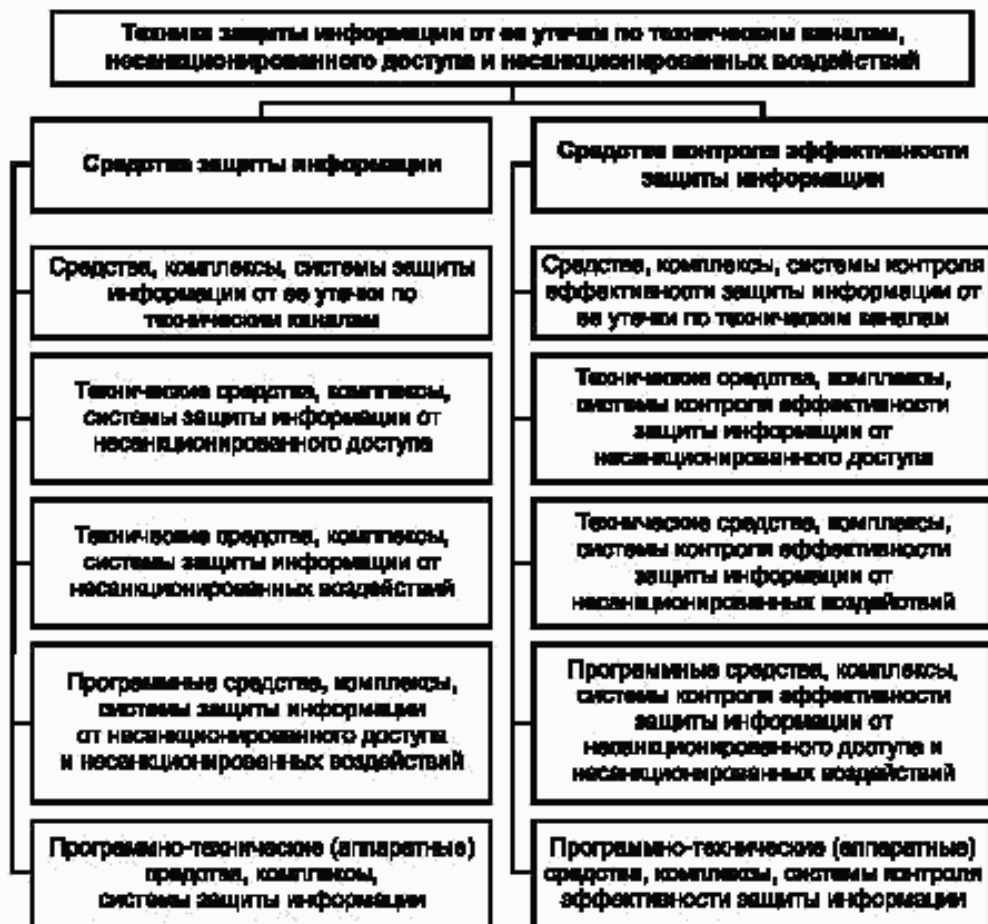 Техника защиты информации от ее утечки по техническим каналам,
несанкционированного доступа и несанкционированных воздействий
Средства защиты информации
Средства, комплексы, системы защиты
информации от ее утечки по
техническим каналам
Технические средства, комплексы,
системы защиты информации от
несанкционированного доступа
Технические средства, комплексы,
системы защиты информации от
несанкционированных воздействий
Программные средства, комплексы,
системы защиты информации
от несанкционированного доступа
и несанкционированных воздействий
Программно-технические (аппаратные)
средства, комплексы,
системы защиты информации
Средства контроля эффективности
защиты информации
Средства, комплексы, системы контроля
эффективности защиты информации от
ее утечки по техническим каналам
Технические средства, комплексы,
системы контроля эффективности
защиты информации от
несанкционированного доступа
Технические средства, комплексы,
системы контроля эффективности
защиты информации от
несанкционированных воздействий
Программные средства, комплексы,
системы контроля эффективности
защиты информации от
несанкционированного доступа и
несанкционированных воздействий
Программно-технические (аппаратные)
средства, комплексы, системы контроля
эффективности защиты информации